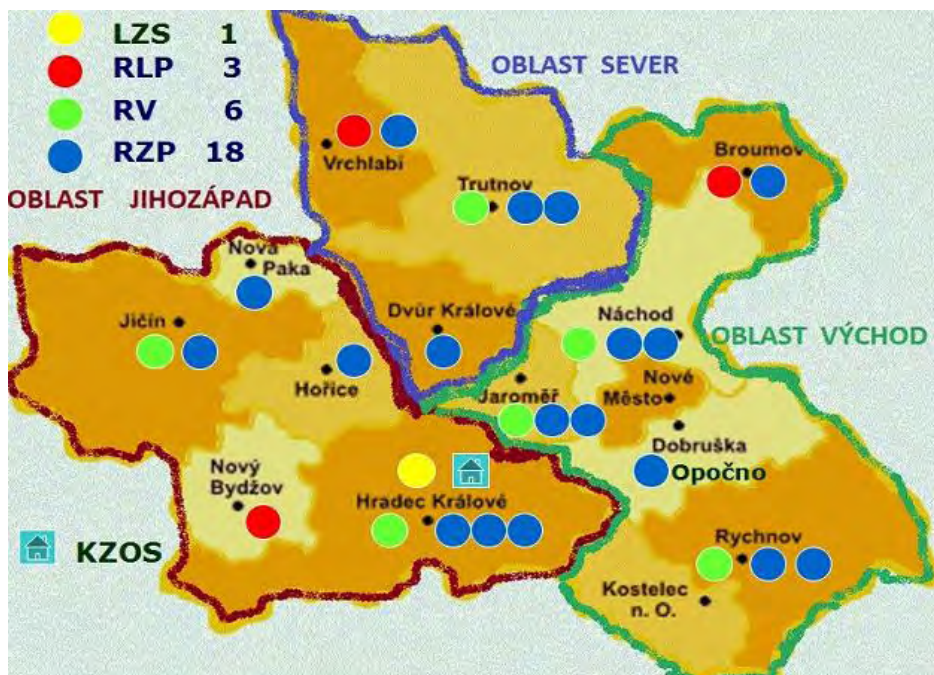 LZS 1
RLP 3
RV 6
RZP 18
OBLAST SEVER
OBLAST JIHOZÁPAD
Vrchlabí
Trutnov
Broumov
Nová
Paka
Dvůr Králové
Jičín
Náchod
OBLAST VÝCHOD
Hořice
Jaroměř
Nové
Město
Dobruška
Opočno
Nový
Bydžov
Hradec Králové
KZOS
Rychnov
Kostelec
n. O.